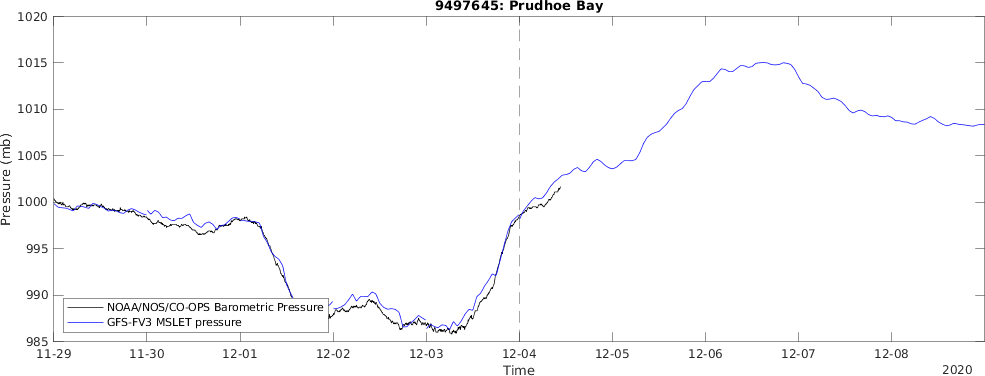 9497645: Prudhoe Bay
1020
1015
1010
1005
1000
995
990
985
Pressure (mb)
NOAA/NOS/CO-OPS Barometric Pressure
GFS-FV3 MSLET pressure
11-29 11-30 12-01 12-02 12-03 12-04 12-05 12-06 12-07 12-08
Time
2020